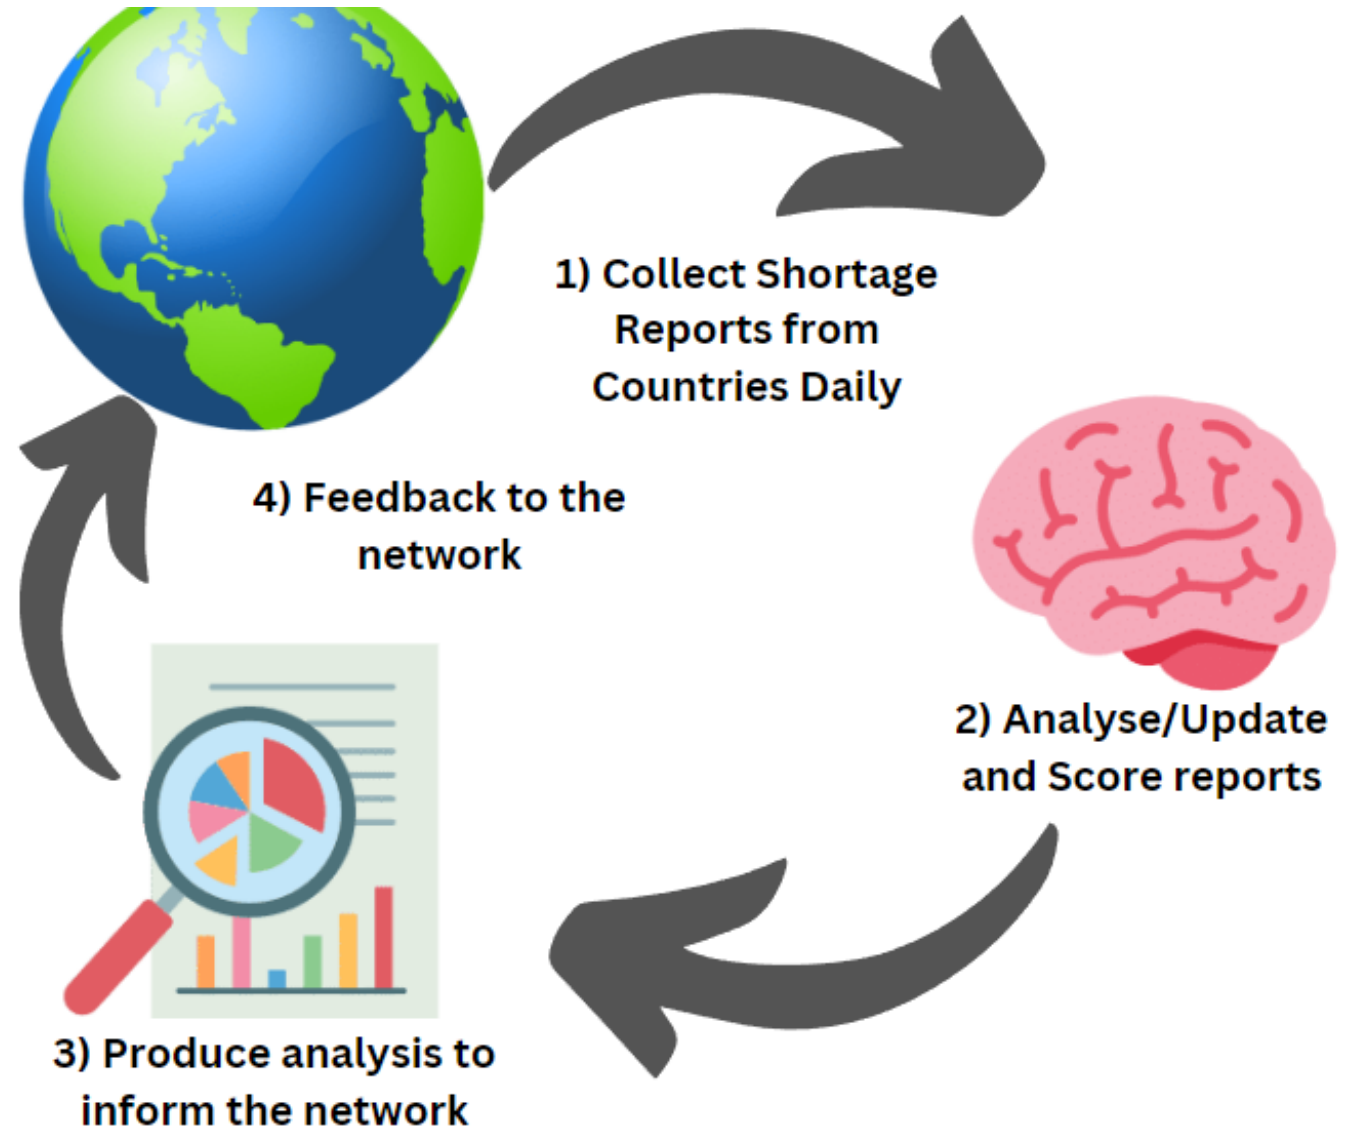 1) Collect Shortage
Reports from
Countries Daily
2) Analyse/Update
and Score reports
3) Produce analysis to
inform the network
4) Feedback to the
network